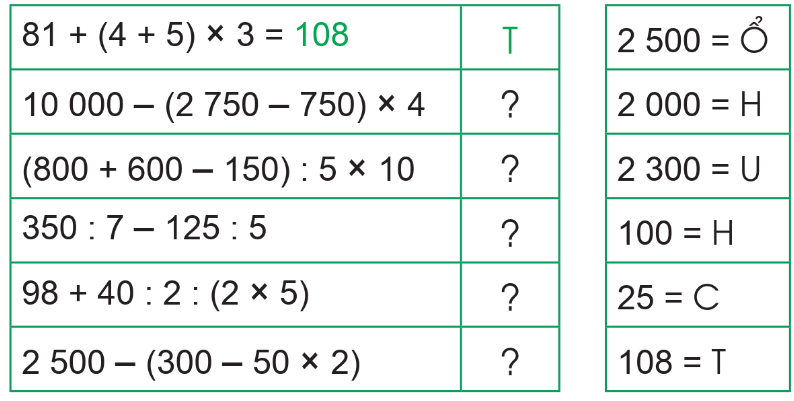 81 + (4 + 5) × 3 = 108 T
10 000 – (2 750 – 750) × 4 ?
(800 + 600 – 150) : 5 × 10 ?
350 : 7 – 125 : 5 ?
98 + 40 : 2 : (2 × 5) ?
2 500 – (300 – 50 × 2) ?
2 500 = Ổ
2 000 = H
2 300 = U
100 = H
25 = C
108 = T